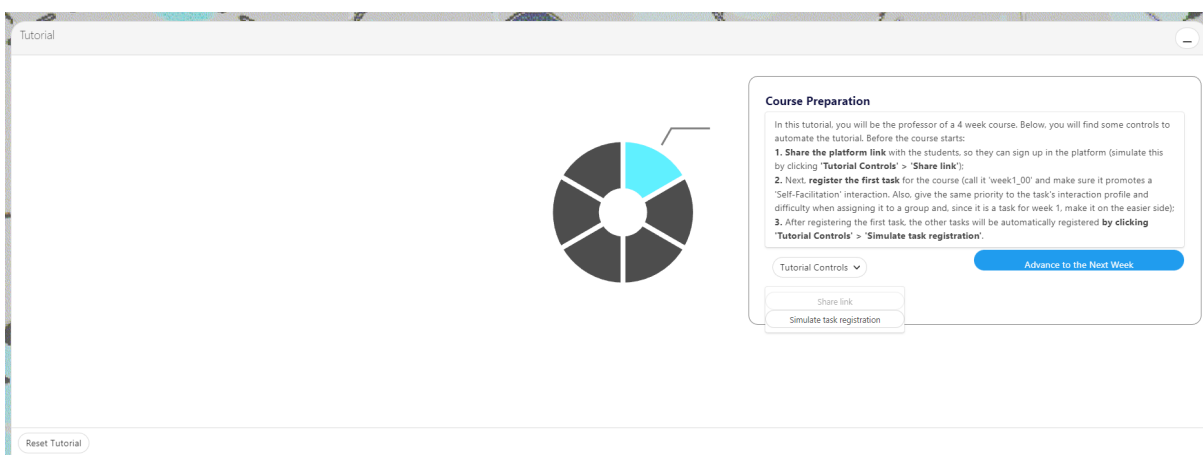 Tutorial
Course Preparation
In this tutorial, you will be the professor of a 4 week course. Below, you will find some controls to
automate the tutorial. Before the course starts:
1. Share the platform link with the students, so they can sign up in the platform (simulate this
by clicking 'Tutorial Controls' > 'Share link');
2. Next, register the first task for the course (call it 'week1_00' and make sure it promotes a
'Self-Facilitation' interaction. Also, give the same priority to the task's interaction profile and
difficulty when assigning it to a group and, since it is a task for week 1, make it on the easier side);
3. After registering the first task, the other tasks will be automatically registered by clicking
'Tutorial Controls' > 'Simulate task registration'.
Tutorial Controls
Advance to the Next Week
Share link
Simulate task registration
Reset Tutorial